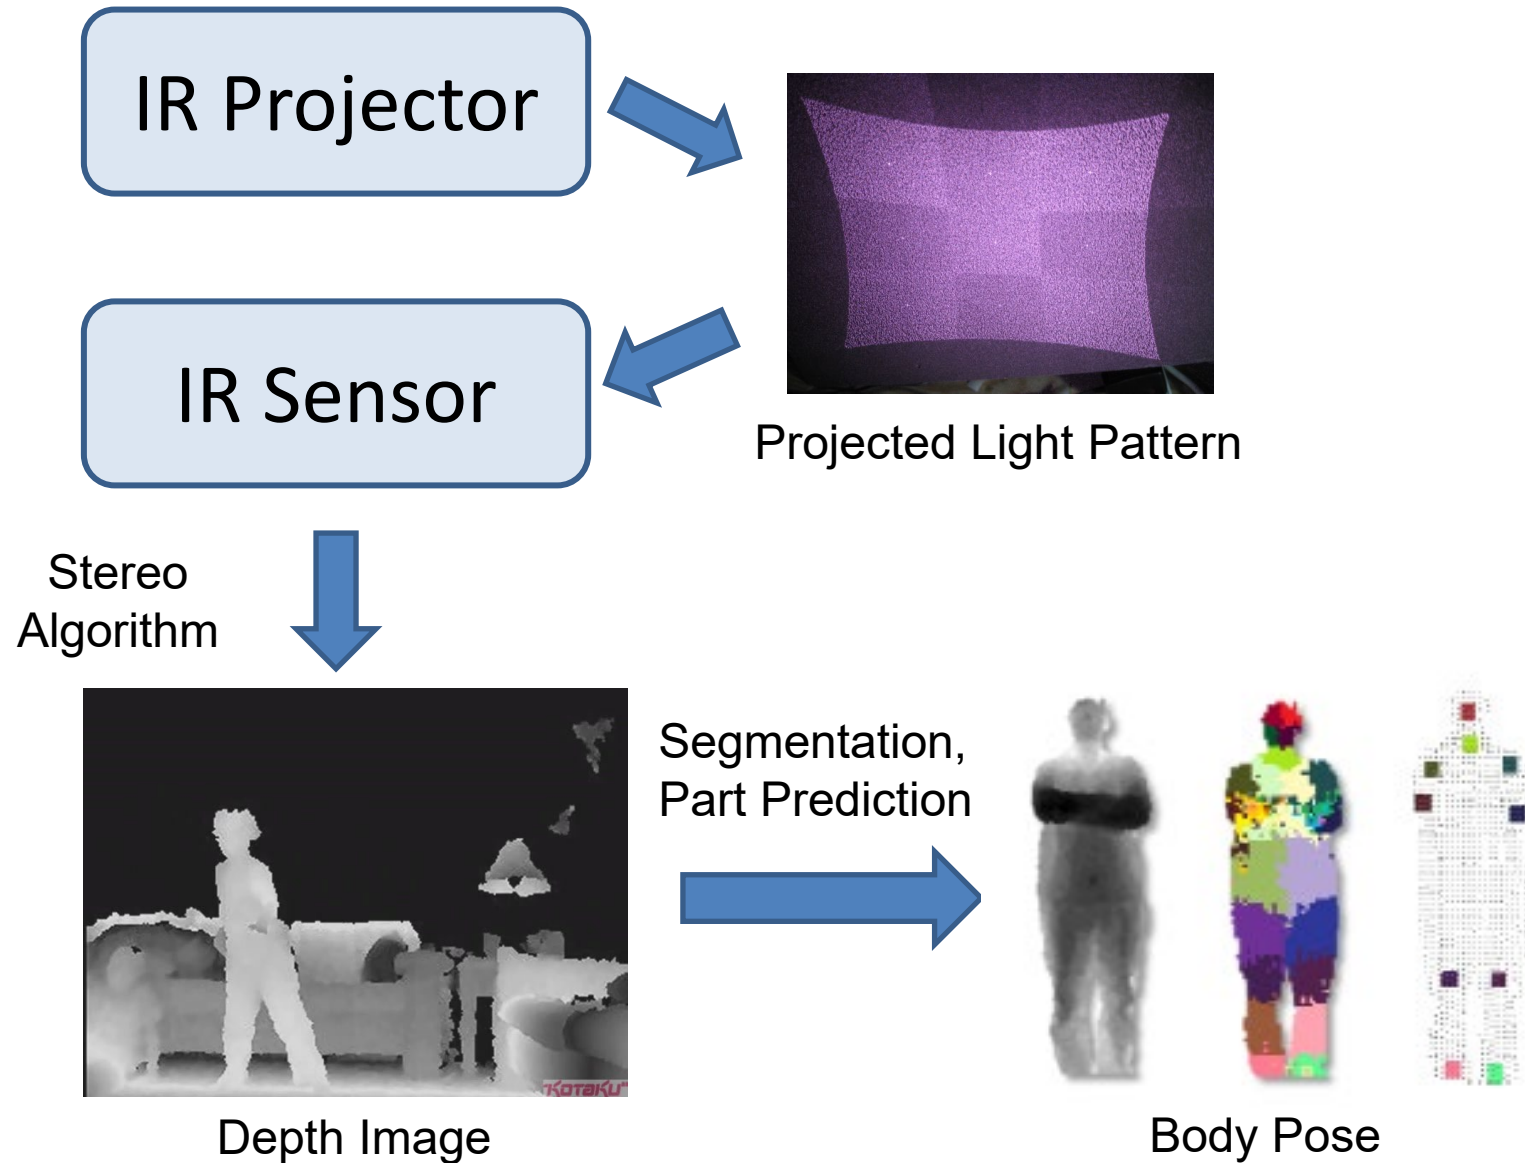 IR Projector
IR Sensor
Projected Light Pattern
Stereo
Algorithm
Segmentation,
Part Prediction
KOTAKU
Depth Image
Body Pose